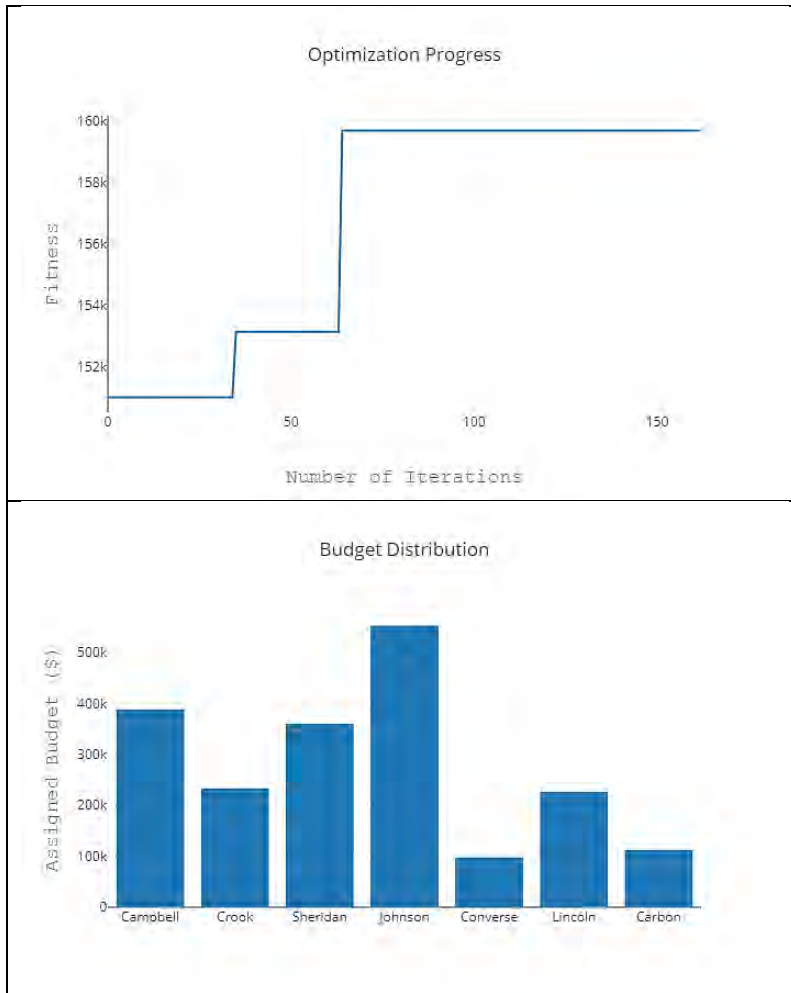 Optimization Progress
160k
158k
156k
154k
152k
Fitness
0 50 100 150
Number of Iterations
Budget Distribution
500k
400k
300k
200k
100k
0
Assigned Budget ($)
Campbell Crook Sheridan Johnson Converse Lincoln Carbon